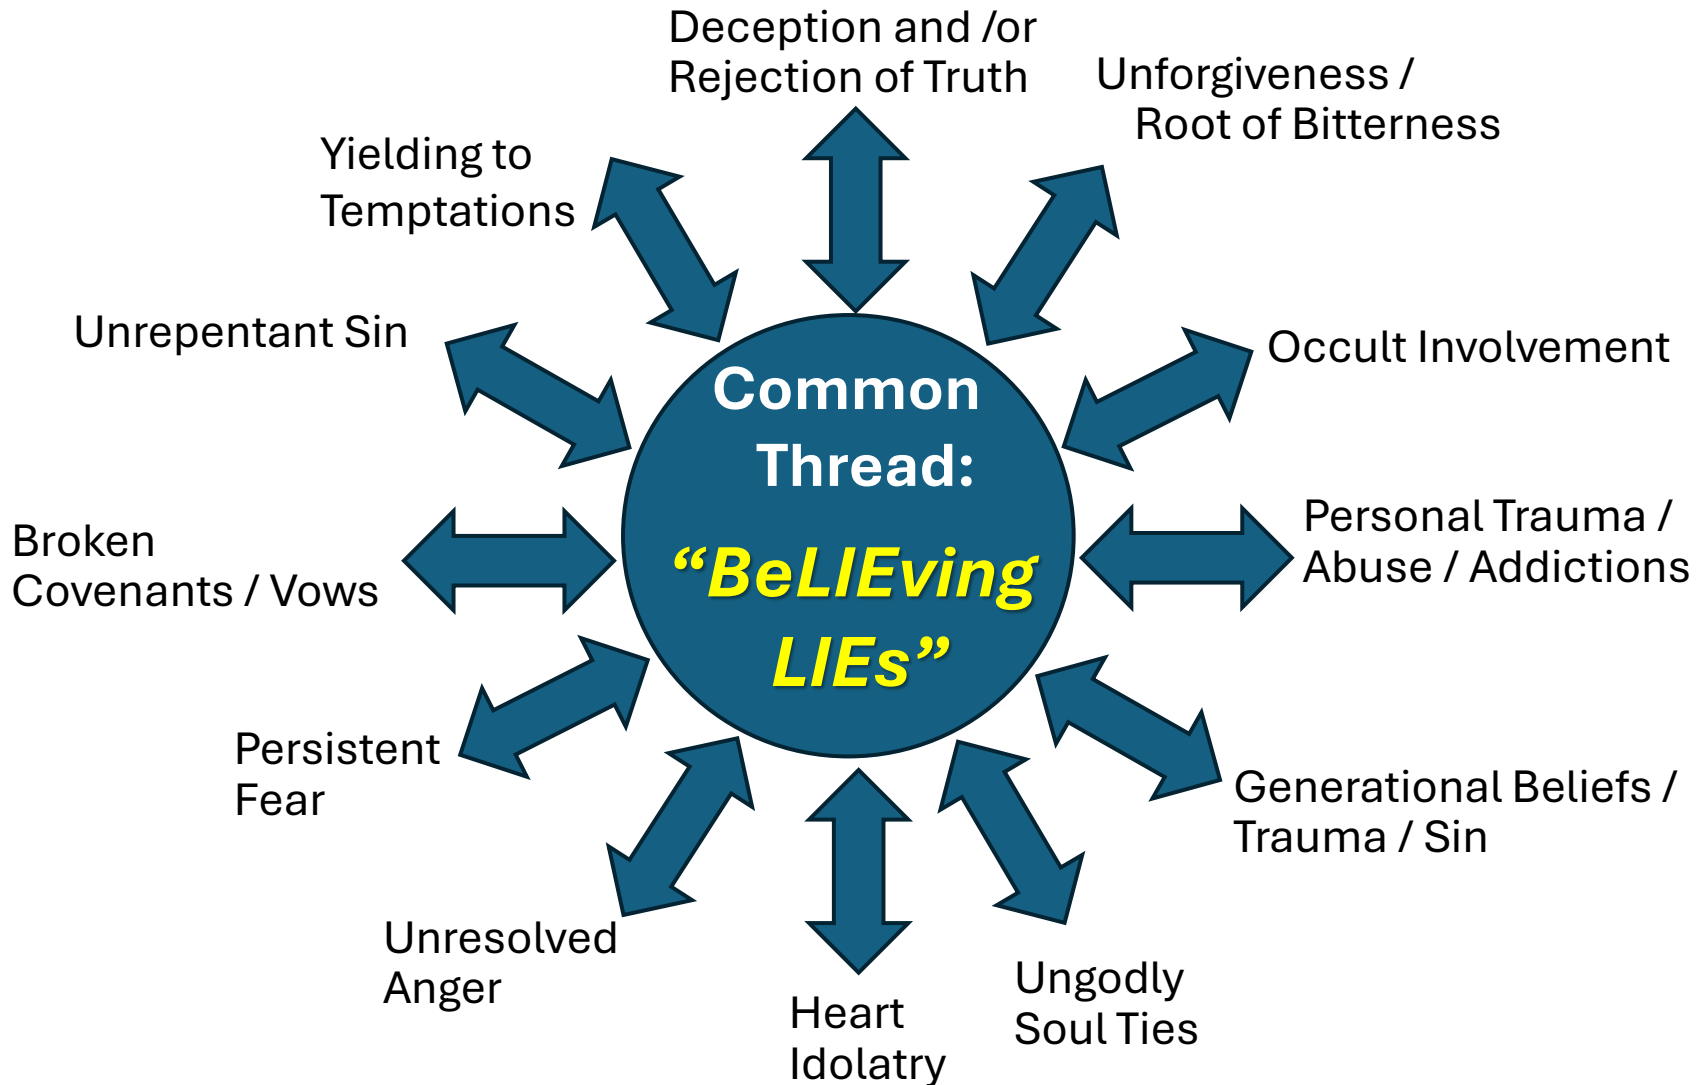 Deception and /or
Rejection of Truth
Unforgiveness /
Root of Bitterness
Occult Involvement
Personal Trauma /
Abuse / Addictions
Generational Beliefs /
Trauma / Sin
Ungodly
Soul Ties
Heart
Idolatry
Unresolved
Anger
Persistent
Fear
Broken
Covenants / Vows
Unrepentant Sin
Yielding to
Temptations
Common
Thread:
“BeLIEving
LIEs”